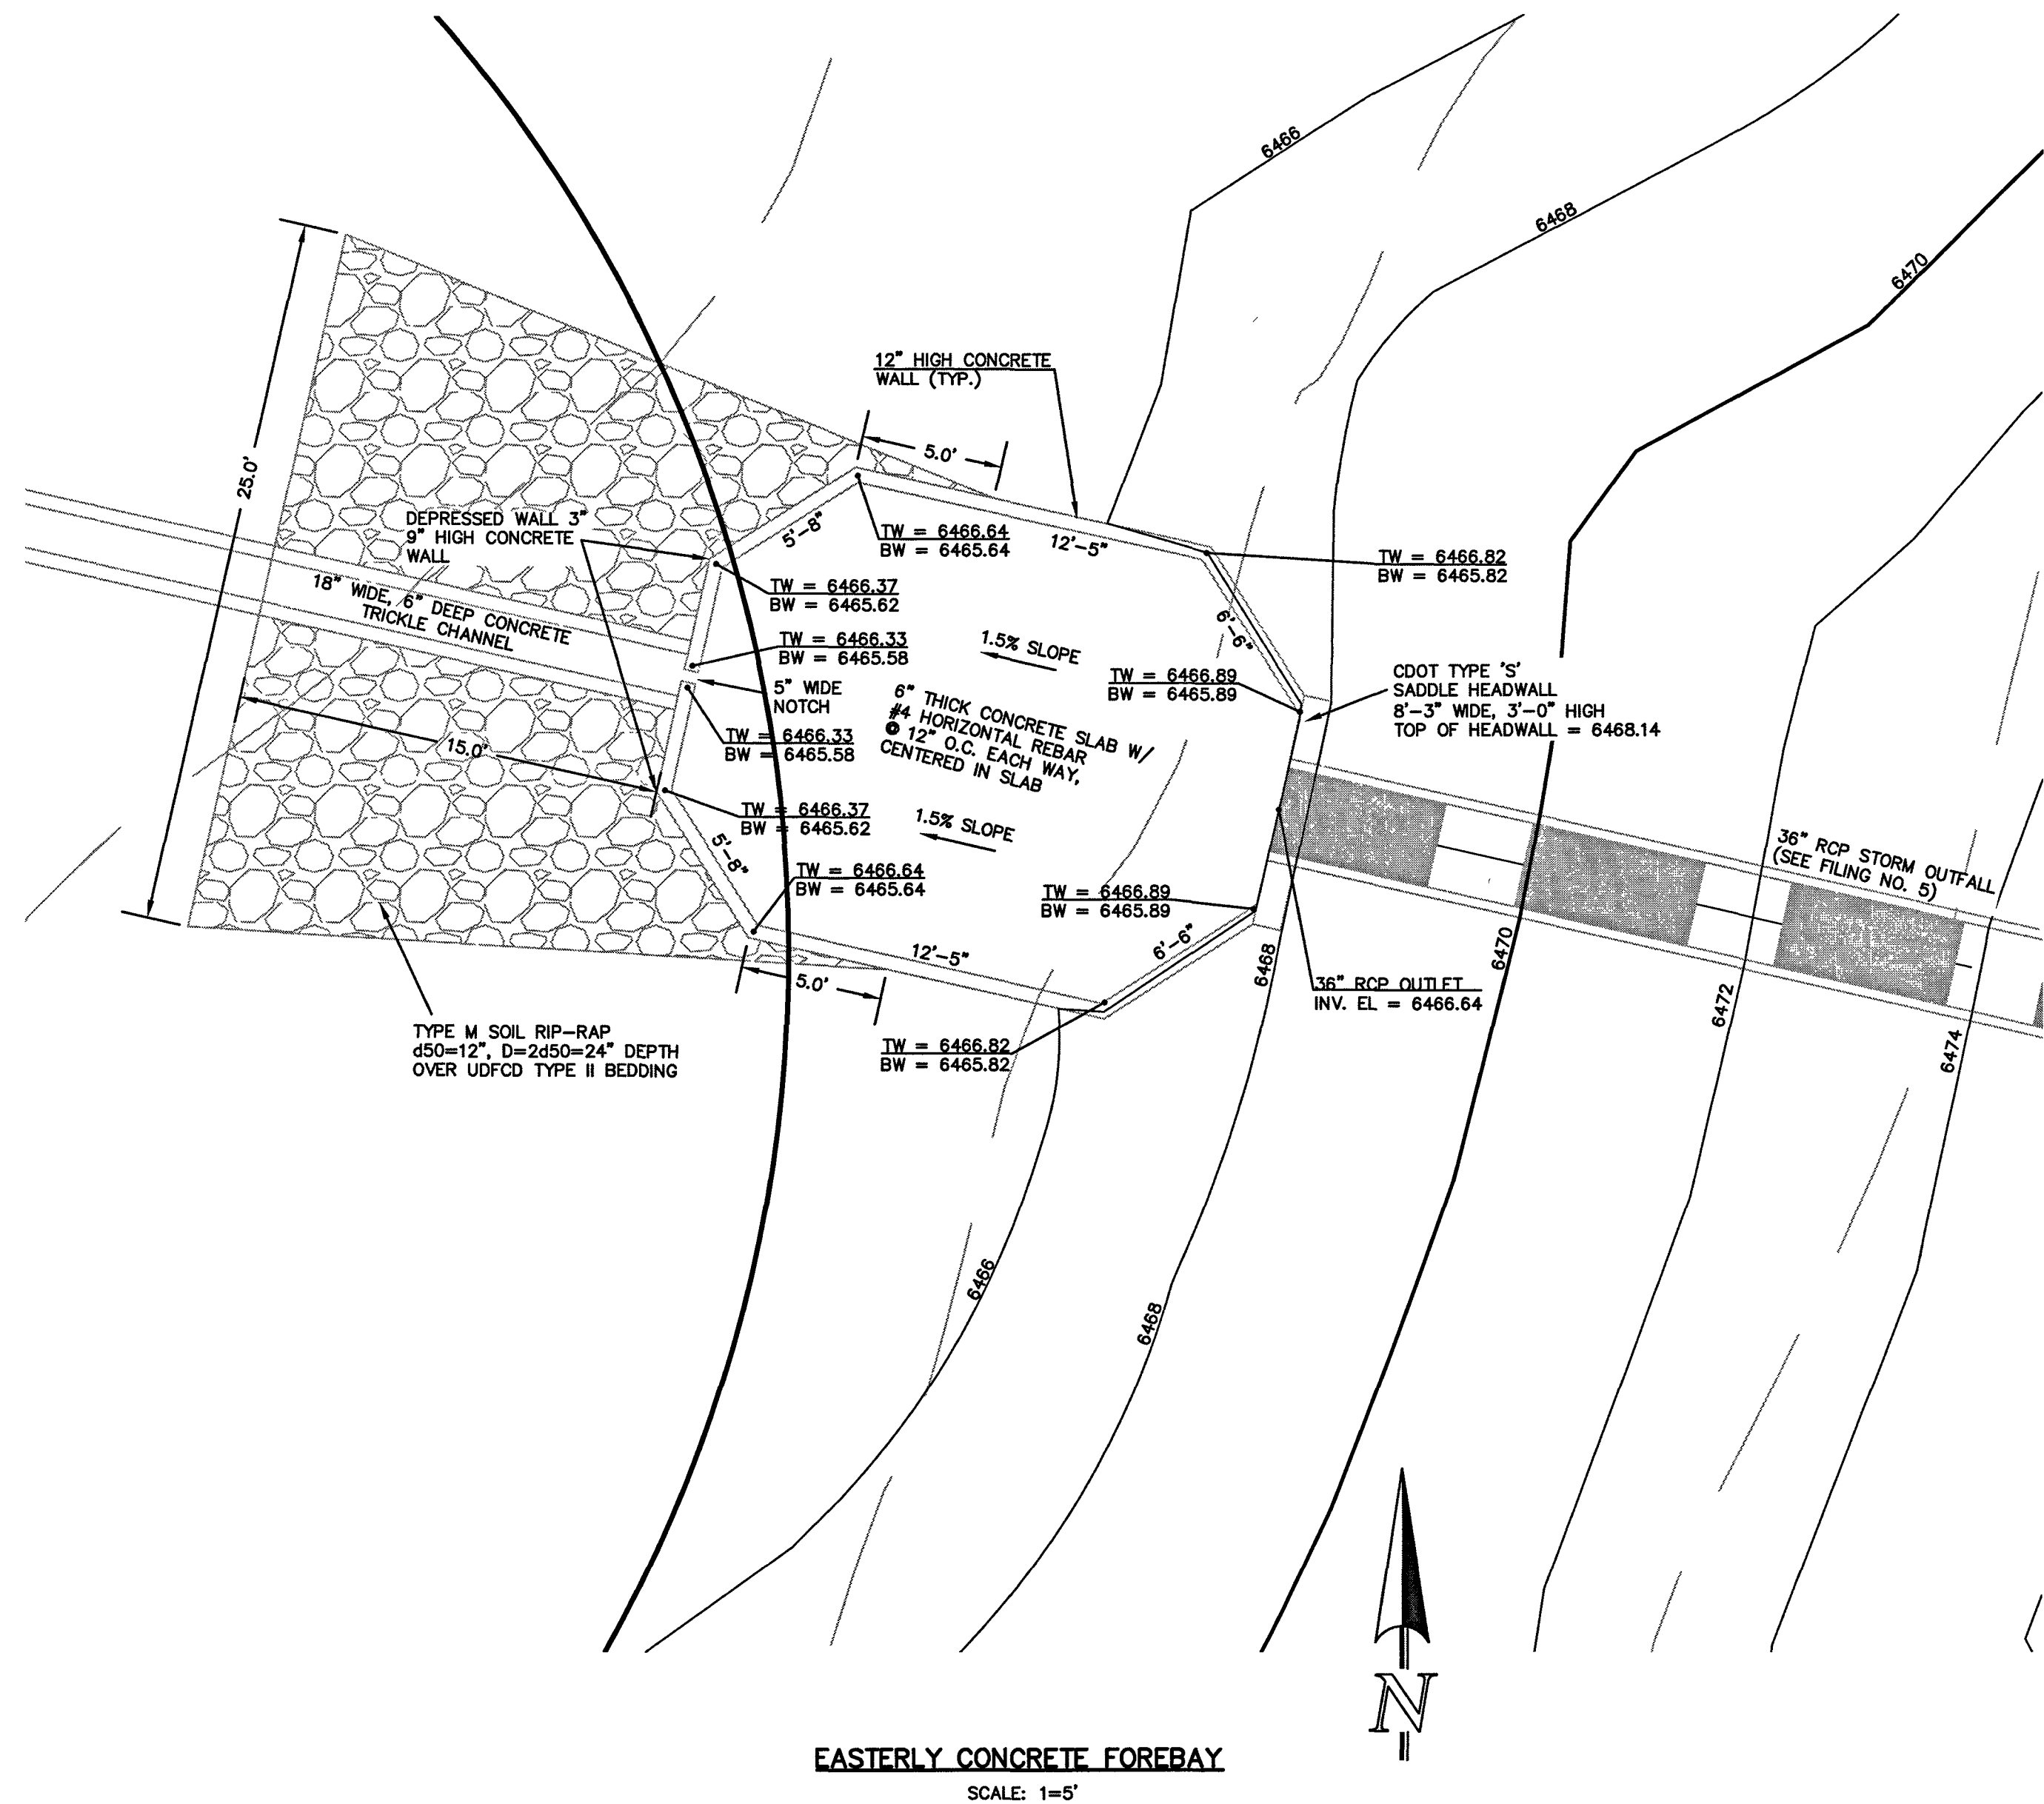 6466
6468
6470
12" HIGH CONCRETE
WALL (TYP.)
5.0'
25.0'
DEPRESSED WALL 3"
9" HIGH CONCRETE
WALL
5'-8"
TW = 6466.64
BW = 6465.64
12'-5"
TW = 6466.82
BW = 6465.82
TW = 6466.37
BW = 6465.62
18" WIDE, 6" DEEP CONCRETE
TRICKLE CHANNEL
TW = 6466.33
BW = 6465.58
1.5% SLOPE
6'-6"
TW = 6466.89
BW = 6465.89
CDOT TYPE 'S'
SADDLE HEADWALL
8'-3" WIDE, 3'-0" HIGH
TOP OF HEADWALL = 6468.14
5" WIDE
NOTCH
6" THICK CONCRETE SLAB W/
#4 HORIZONTAL REBAR
@ 12" O.C. EACH WAY,
CENTERED IN SLAB
15.0'
TW = 6466.33
BW = 6465.58
TW = 6466.37
BW = 6465.62
1.5% SLOPE
5'-8"
36" RCP STORM OUTFALL
(SEE FILING NO. 5)
TW = 6466.64
BW = 6465.64
TW = 6466.89
BW = 6465.89
12'-5"
6'-6"
6468
6470
5.0'
36" RCP OUTLET
INV. EL = 6466.64
6472
6474
TYPE M SOIL RIP-RAP
d50=12", D=2d50=24" DEPTH
OVER UDFCD TYPE II BEDDING
TW = 6466.82
BW = 6465.82
6466
6468
N
EASTERLY CONCRETE FOREBAY
SCALE: 1=5'